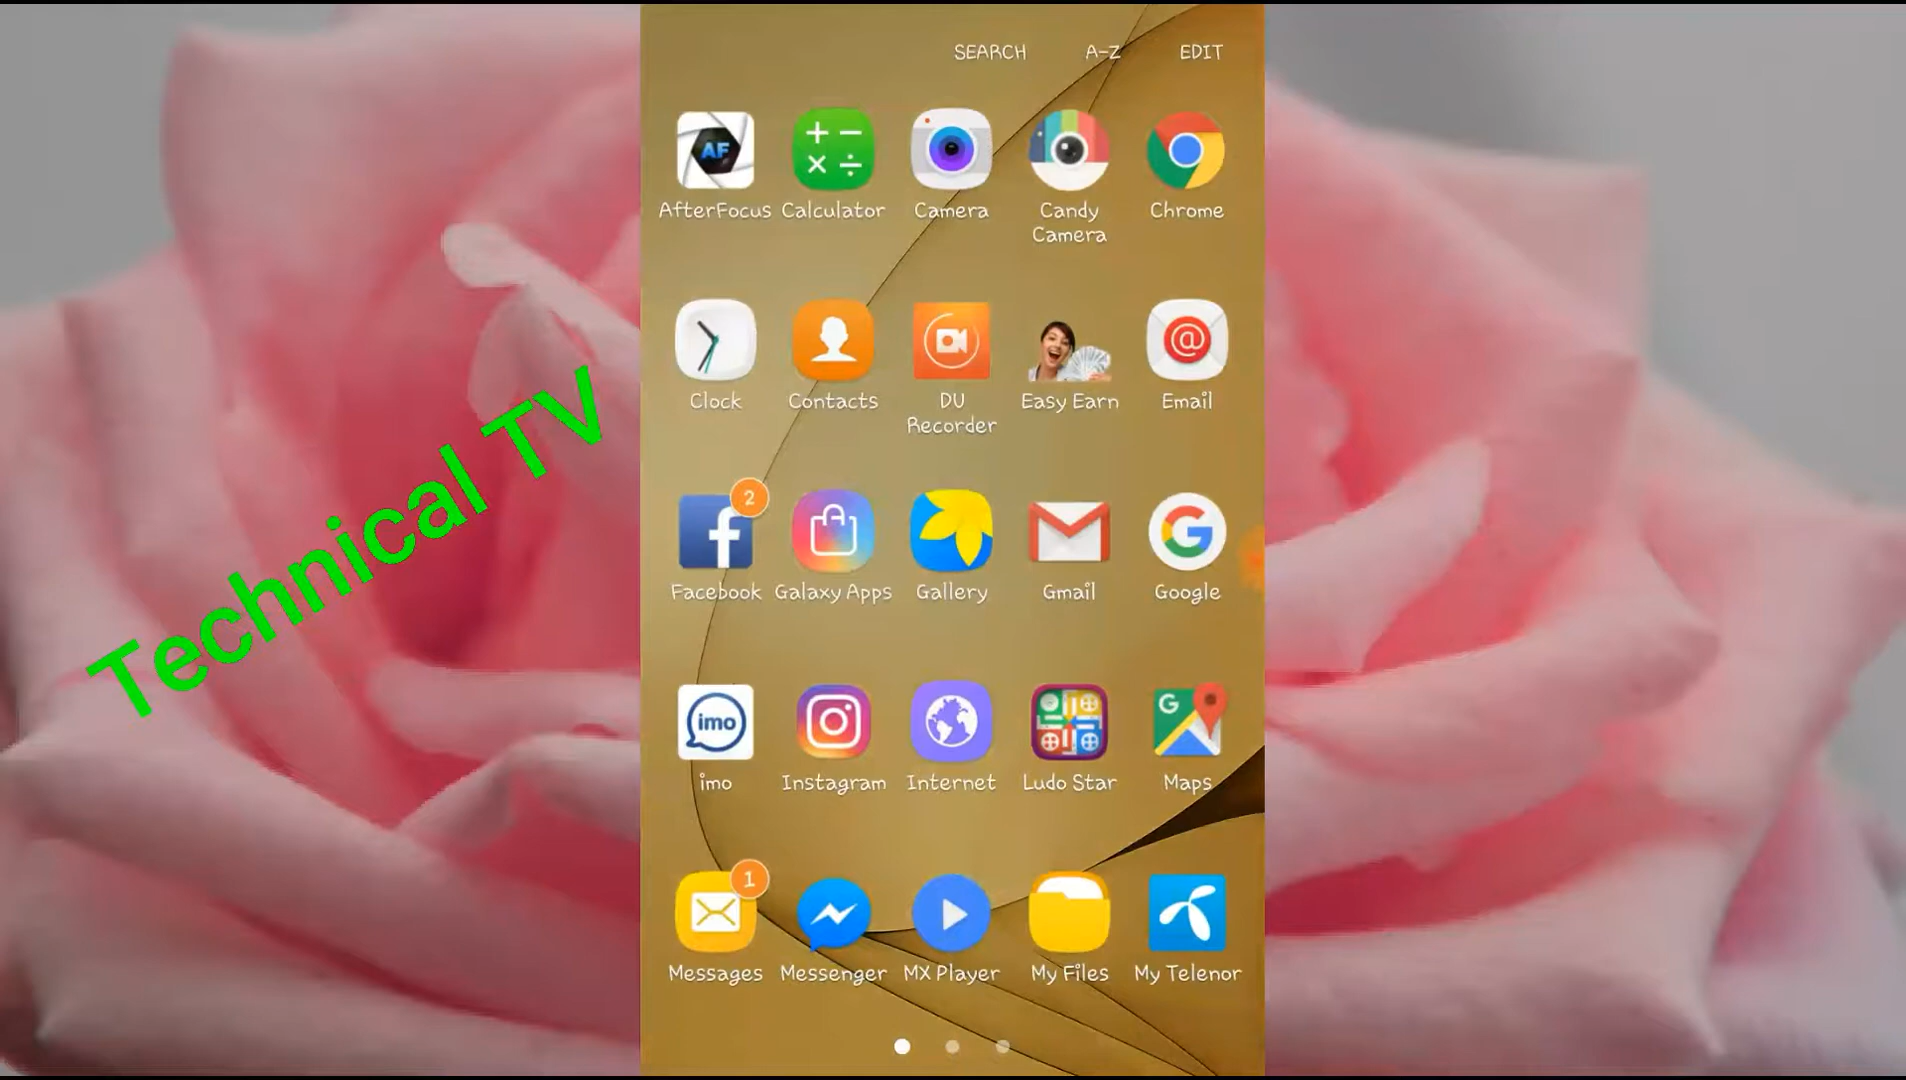 SEARCH A-Z EDIT
AF
AfterFocus Calculator Camera Candy Camera Chrome
Clock Contacts DU Recorder Easy Earn Email
2
Facebook Galaxy Apps Gallery Gmail Google
imo
G
imo Instagram Internet Ludo Star Maps
1
Messages Messenger MX Player My Files My Telenor
Technical TV